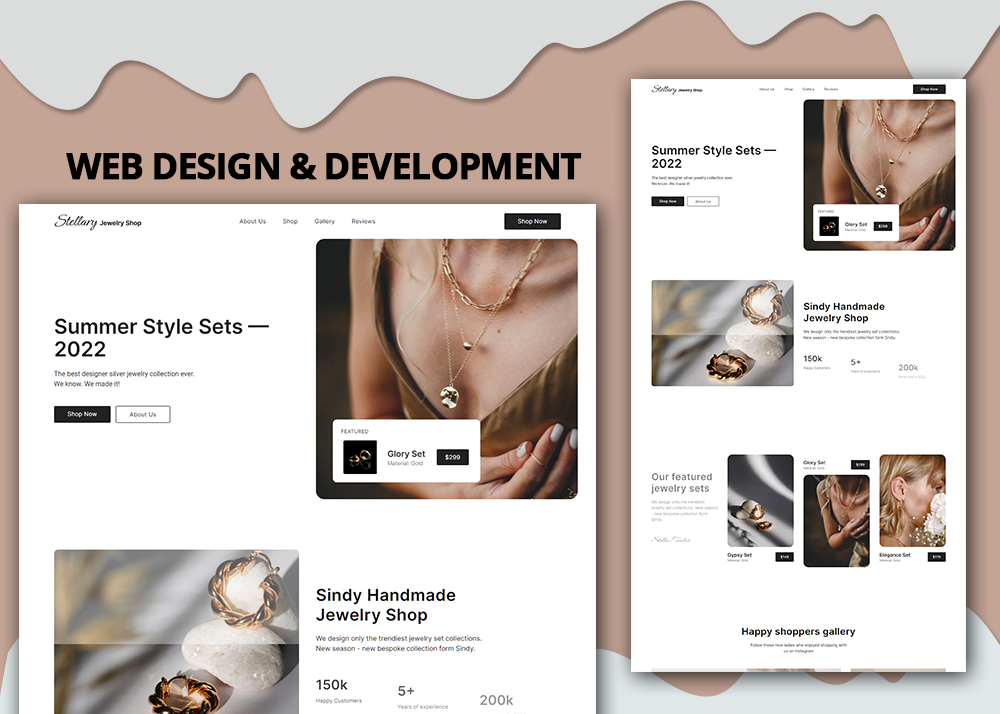 WEB DESIGN & DEVELOPMENT
Stellary Jewelry Shop
About Us
Shop
Gallery
Reviews
Shop Now
Summer Style Sets —
2022
The best designer silver jewelry collection ever.
We know. We made it!
Shop Now
About Us
FEATURED
Glory Set
Material: Gold
$299
Sindy Handmade
Jewelry Shop
We design only the trendiest jewelry set collections.
New season - new bespoke collection form Sindy.
150k
Happy Customers
5+
Years of experience
200k
Stellary Jewelry Shop
About Us
Shop
Gallery
Reviews
Shop Now
Summer Style Sets —
2022
The best designer silver jewelry collection ever.
We know. We made it!
Shop Now
About Us
FEATURED
Glory Set
Material: Gold
$299
Sindy Handmade
Jewelry Shop
We design only the trendiest jewelry set collections.
New season - new bespoke collection form Sindy.
150k
Happy Customers
5+
Years of experience
200k
Our featured
jewelry sets
We design only the trendiest
jewelry set collections. New season
- new bespoke collection form
Sindy.
Gypsy Set
Material: Gold
Glory Set
Material: Gold
$299
Elegance Set
Material: Gold
Happy shoppers gallery
Follow those nice ladies who enjoyed shopping with
us on Instagram